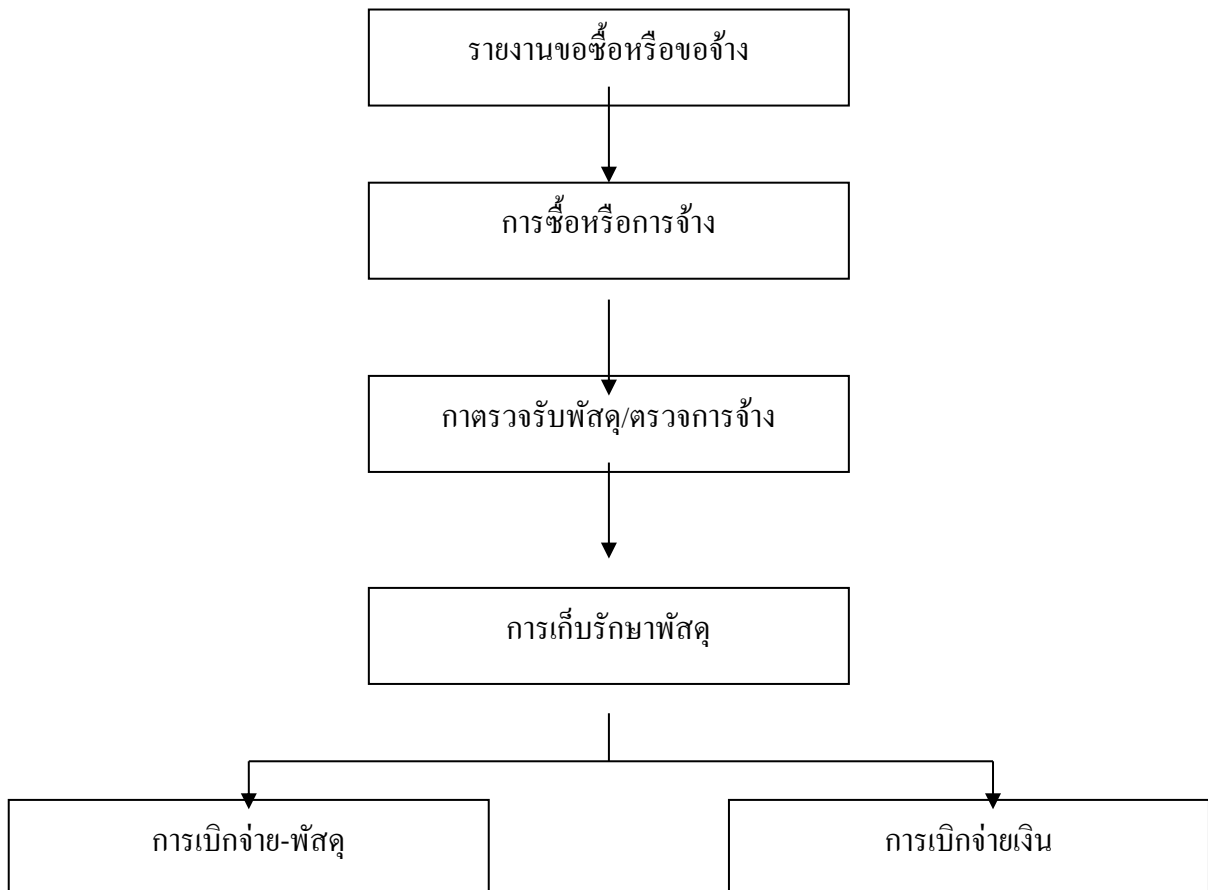 รายงานขอซื้อหรือขอจ้าง
การซื้อหรือการจ้าง
กาตรวจรับพัสดุ/ตรวจการจ้าง
การเก็บรักษาพัสดุ
การเบิกจ่าย-พัสดุ
การเบิกจ่ายเงิน